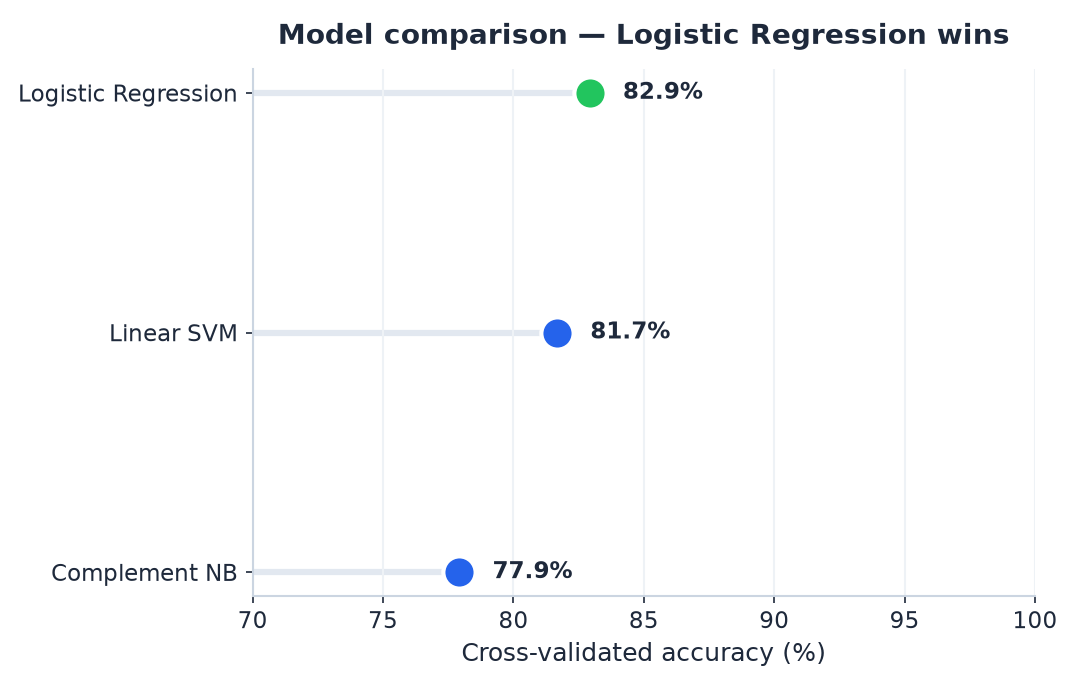 Model comparison — Logistic Regression wins
Logistic Regression 82.9%
Linear SVM 81.7%
Complement NB 77.9%
70 75 80 85 90 95 100
Cross-validated accuracy (%)